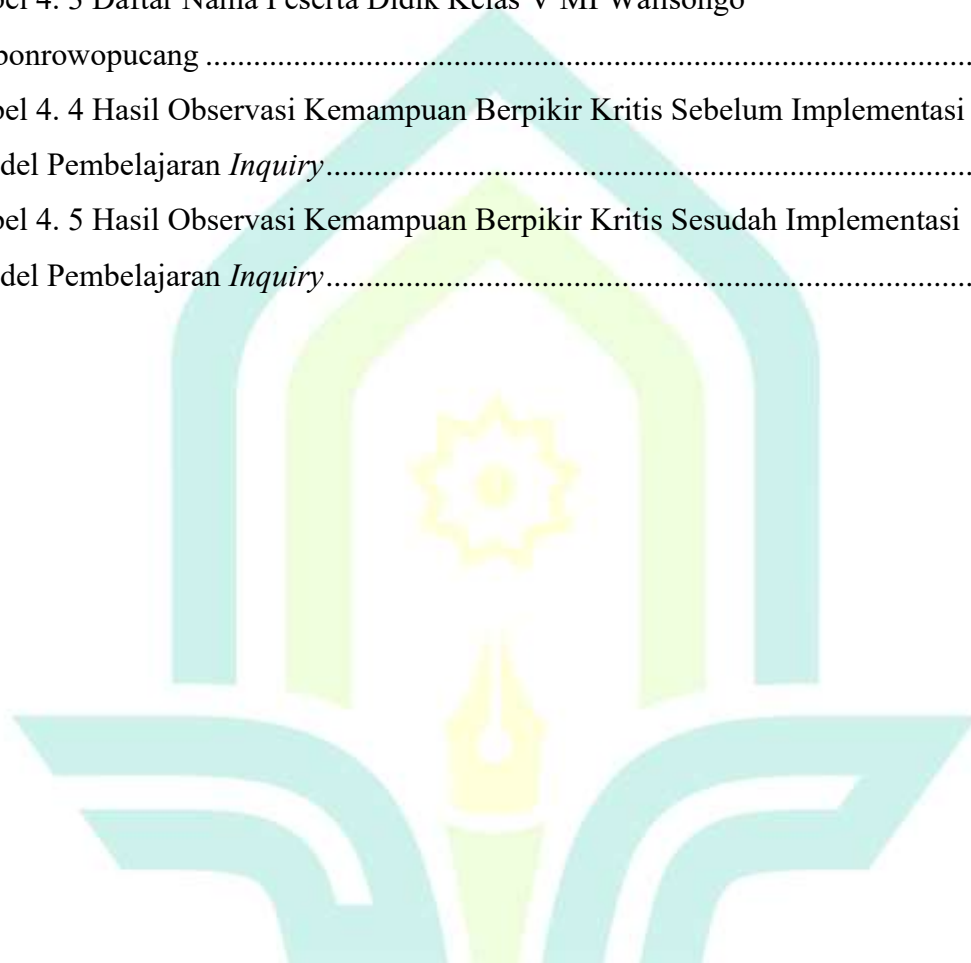 bel 4. 3 Daftar Nama Peserta Didik Kelas V MI Walisongo
bonrowopucang ................................................................................................
bel 4. 4 Hasil Observasi Kemampuan Berpikir Kritis Sebelum Implementasi
del Pembelajaran Inquiry................................................................................
bel 4. 5 Hasil Observasi Kemampuan Berpikir Kritis Sesudah Implementasi
del Pembelajaran Inquiry................................................................................